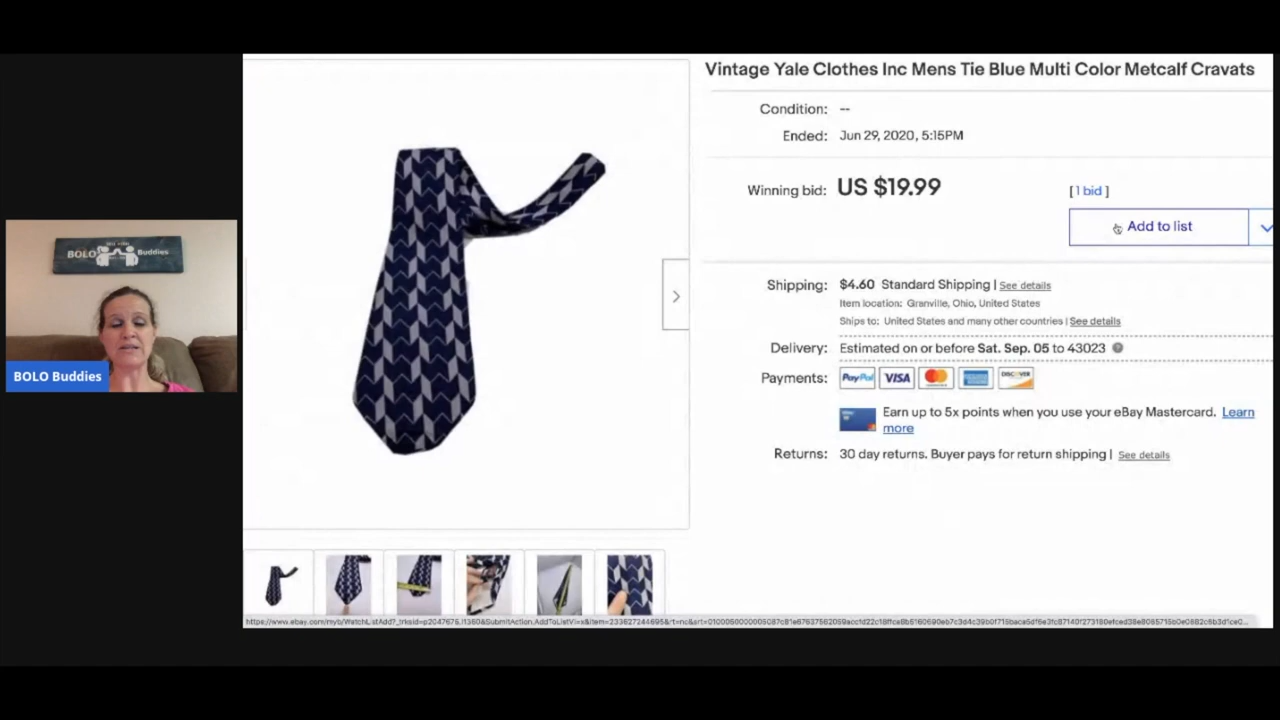 Vintage Yale Clothes Inc Mens Tie Blue Multi Color Metcalf Cravats
Condition: --
Ended: Jun 29, 2020, 5:15PM
Winning bid: US $19.99
[ 1 bid ]
Add to list
Shipping: $4.60 Standard Shipping | See details
Item location: Granville, Ohio, United States
Ships to: United States and many other countries | See details
Delivery: Estimated on or before Sat. Sep. 05 to 43023
Payments: PayPal VISA DISCOVER
Earn up to 5x points when you use your eBay Mastercard. Learn
more
Returns: 30 day returns. Buyer pays for return shipping | See details
BOLO Buddies
BOLO Buddies